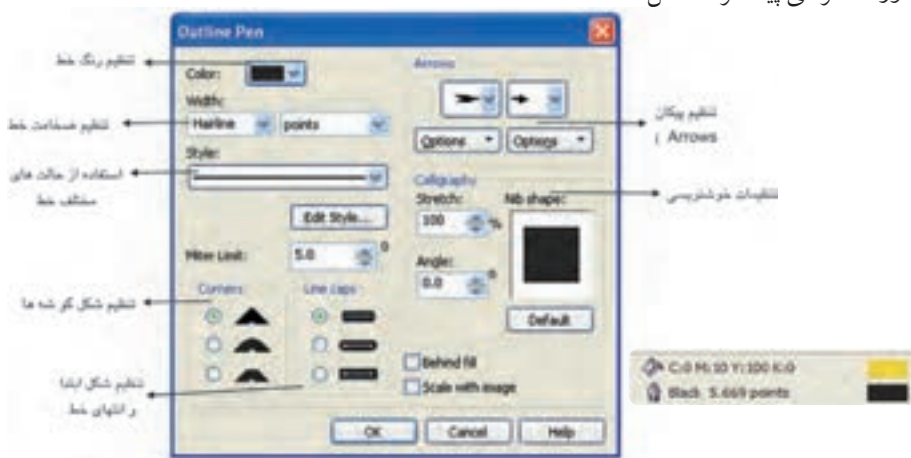 Outline Pen
تنظیم رنگ خط
Color:
Arrows
Width:
تنظیم ضخامت خط
Hairline points
تنظیم پیکان
( Arrows
Options Options
Style:
استفاده از حالت های
مختلف خط
Calligraphy
Stretch: Nib shape:
تنظیمات خوشنویسی
100 %
Edit Style...
Miter Limit: 5.0 °
Angle:
0.0 °
Corners Line caps
تنظیم شکل گوشه ها
Default
Behind fill
Scale with image
تنظیم شکل ابتدا
و انتهای خط
OK Cancel Help
C:0 M:10 Y:100 K:0
Black 5.669 points